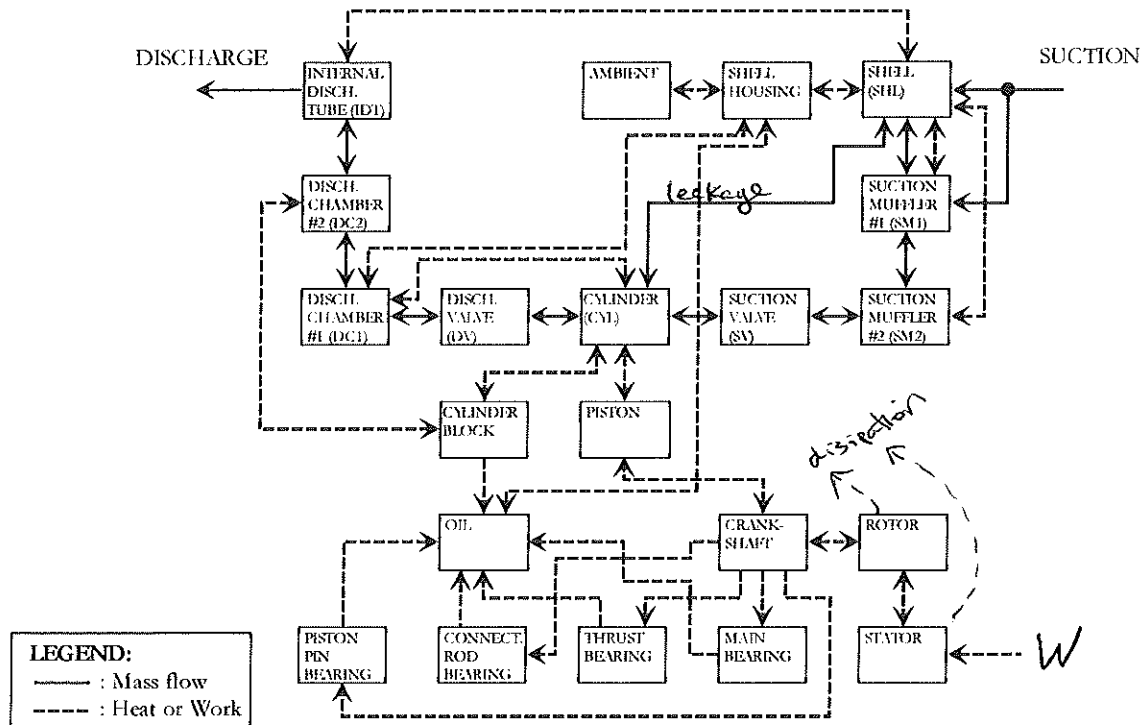 DISCHARGE
SUCTION
INTERNAL
DISCH.
TUBE (IDT)
AMBIENT
SHELL
HOUSING
SHELL
(SHL)
DISCH.
CHAMBER
#2 (DC2)
leekage
SUCTION
MUFFLER
#1 (SM1)
DISCH.
CHAMBER
#1 (DC1)
DISCH.
VALVE
(DV)
CYLINDER
(CYL)
SUCTION
VALVE
(SV)
SUCTION
MUFFLER
#2 (SM2)
CYLINDER
BLOCK
PISTON
disipation
OIL
CRANK-
SHAFT
ROTOR
PISTON
PIN
BEARING
CONNECT.
ROD
BEARING
THRUST
BEARING
MAIN
BEARING
STATOR
W
LEGEND:
: Mass flow
: Heat or Work